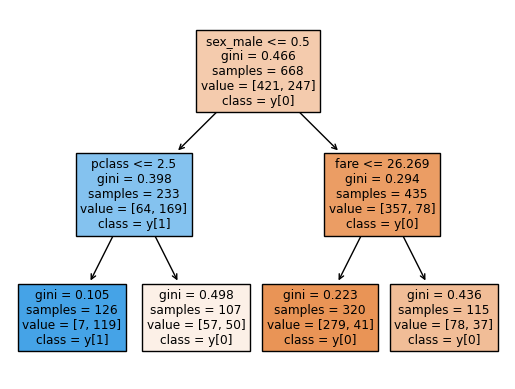 sex_male <= 0.5
gini = 0.466
samples = 668
value = [421, 247]
class = y[0]
pclass <= 2.5
gini = 0.398
samples = 233
value = [64, 169]
class = y[1]
fare <= 26.269
gini = 0.294
samples = 435
value = [357, 78]
class = y[0]
gini = 0.105
samples = 126
value = [7, 119]
class = y[1]
gini = 0.498
samples = 107
value = [57, 50]
class = y[0]
gini = 0.223
samples = 320
value = [279, 41]
class = y[0]
gini = 0.436
samples = 115
value = [78, 37]
class = y[0]